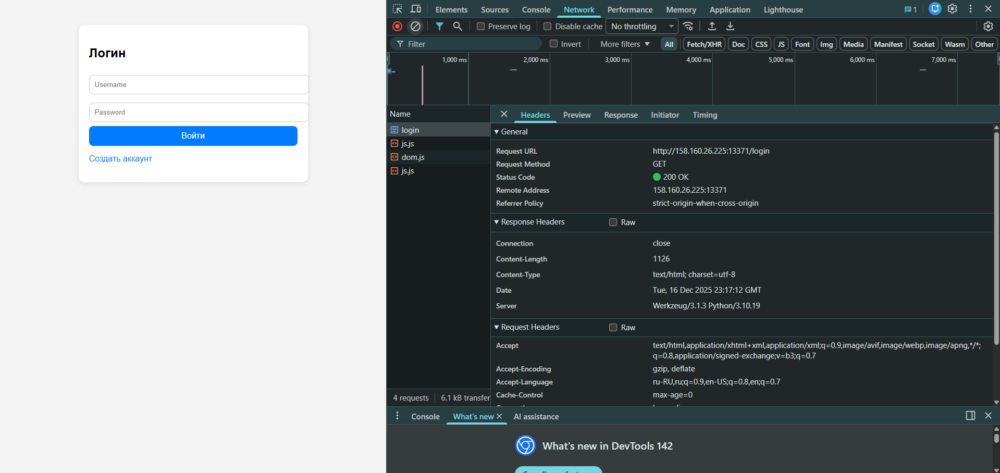 Логин
Username
Password
Войти
Создать аккаунт
Elements Sources Console Network Performance Memory Application Lighthouse 1
Preserve log Disable cache No throttling
Filter Invert More filters All Fetch/XHR Doc CSS JS Font Img Media Manifest Socket Wasm Other
1,000 ms 2,000 ms 3,000 ms 4,000 ms 5,000 ms 6,000 ms 7,000 ms
Name
login
js.js
dom.js
js.js
4 requests 6.1 kB transfer
Headers Preview Response Initiator Timing
General
Request URL http://158.160.26.225:13371/login
Request Method GET
Status Code 200 OK
Remote Address 158.160.26.225:13371
Referrer Policy strict-origin-when-cross-origin
Response Headers Raw
Connection close
Content-Length 1126
Content-Type text/html; charset=utf-8
Date Tue, 16 Dec 2025 23:17:12 GMT
Server Werkzeug/3.1.3 Python/3.10.19
Request Headers Raw
Accept text/html,application/xhtml+xml,application/xml;q=0.9,image/avif,image/webp,image/apng,*/*;
q=0.8,application/signed-exchange;v=b3;q=0.7
Accept-Encoding gzip, deflate
Accept-Language ru-RU,ru;q=0.9,en-US;q=0.8,en;q=0.7
Cache-Control max-age=0
Console What's new AI assistance
What's new in DevTools 142